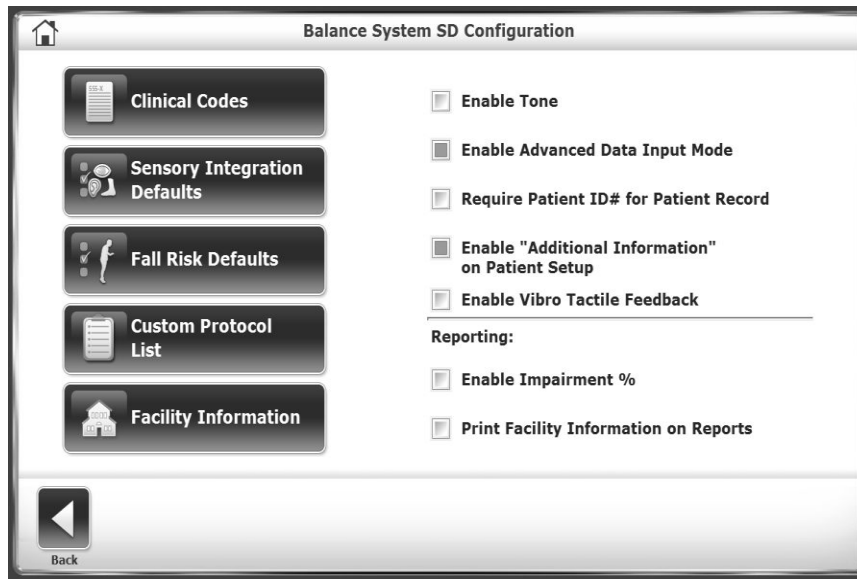 Balance System SD Configuration
Clinical Codes
Sensory Integration
Defaults
Fall Risk Defaults
Custom Protocol
List
Facility Information
Enable Tone
Enable Advanced Data Input Mode
Require Patient ID# for Patient Record
Enable "Additional Information"
on Patient Setup
Enable Vibro Tactile Feedback
Reporting:
Enable Impairment %
Print Facility Information on Reports
Back